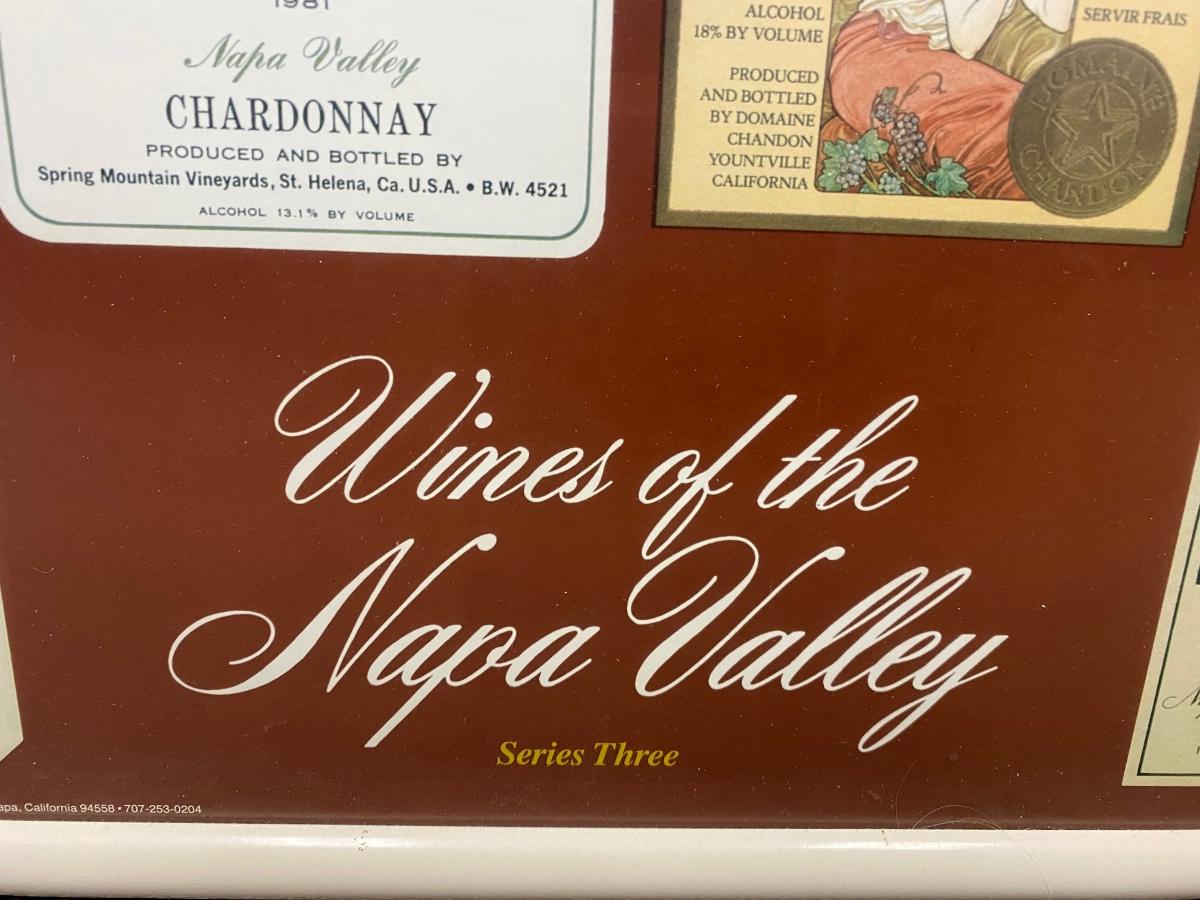 1981
Napa Valley
CHARDONNAY
PRODUCED AND BOTTLED BY
Spring Mountain Vineyards, St. Helena, Ca. U.S.A. • B.W. 4521
ALCOHOL 13.1% BY VOLUME
ALCOHOL
18% BY VOLUME
PRODUCED
AND BOTTLED
BY DOMAINE
CHANDON
YOUNTVILLE
CALIFORNIA
SERVIR FRAIS
DOMAINE
CHANDON
Wines of the
Napa Valley
Series Three
apa, California 94558 • 707-253-0204